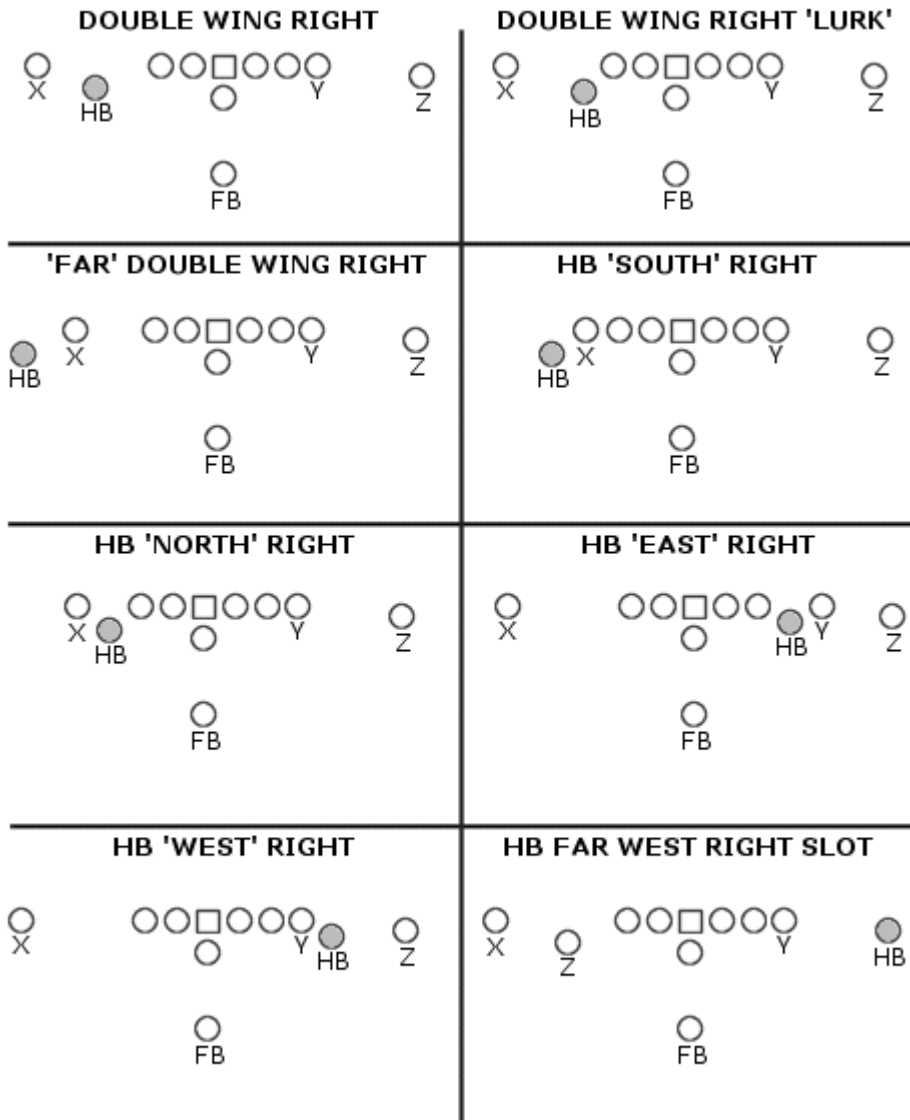 DOUBLE WING RIGHT
X
HB
Y
Z
FB
DOUBLE WING RIGHT 'LURK'
X
HB
Y
Z
FB
'FAR' DOUBLE WING RIGHT
HB
X
Y
Z
FB
HB 'SOUTH' RIGHT
HB
X
Y
Z
FB
HB 'NORTH' RIGHT
X
HB
Y
Z
FB
HB 'EAST' RIGHT
X
HB
Y
Z
FB
HB 'WEST' RIGHT
X
Y
HB
Z
FB
HB FAR WEST RIGHT SLOT
X
Z
Y
HB
FB